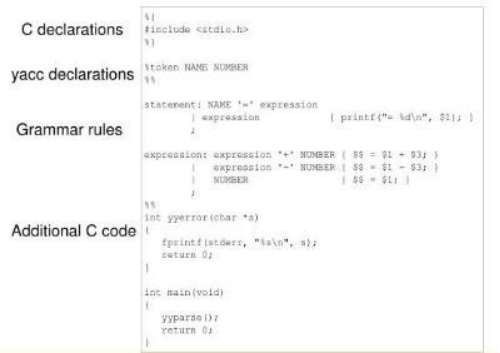 C declarations
%{
#include <stdio.h>
%}
yacc declarations
%token NAME NUMBER
%%
Grammar rules
statement: NAME '=' expression
| expression { printf("= %d\n", $1); }
;
expression: expression '+' NUMBER { $$ = $1 + $3; }
| expression '-' NUMBER { $$ = $1 - $3; }
| NUMBER { $$ = $1; }
;
%%
Additional C code
int yyerror(char *s)
{
fprintf(stderr, "%s\n", s);
return 0;
}
int main(void)
{
yyparse();
return 0;
}